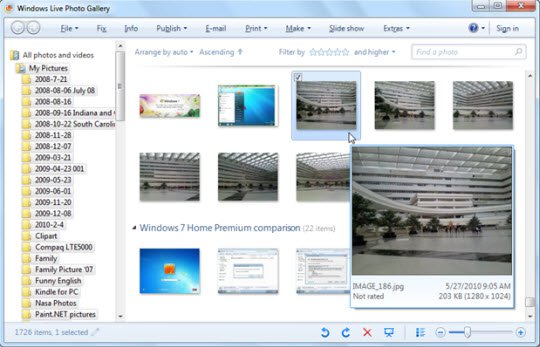 Windows Live Photo Gallery
File Fix Info Publish E-mail Print Make Slide show Extras Sign in
All photos and videos
Arrange by auto Ascending Filter by and higher Find a photo
My Pictures
2008-7-21
2008-08-06 July 08
2008-08-16
2008-09-16 Indiana and
2008-10-22 South Carolin
2008-11-28
2008-12-07
2009-03-21
2009-04-23 001
2009-05-23
2009-06-01
2009-11-20
2009-12-08
2010-2-4
Clipart
Compaq LTE5000
Family
Family Picture '07
Funny English
Kindle for PC
Nasa Photos
Paint.NET pictures
Windows 7 Home Premium comparison (22 items)
IMAGE_186.jpg 5/27/2010 9:05 AM
Not rated 203 KB (1280 x 1024)
1726 items, 1 selected